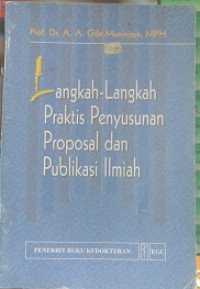 Prof. Dr. A. A. Gde Muninjaya, MPH
Langkah-Langkah
Praktis Penyusunan
Proposal dan
Publikasi Ilmiah
PENERBIT BUKU KEDOKTERAN EGC